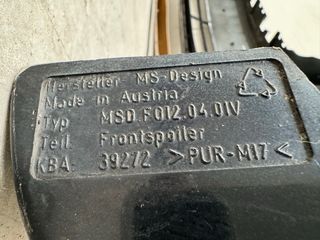 Hersteller MS-Design
Made in Austria
Typ MSD F012.04.01V
Teil: Frontspoiler
KBA: 39272 >PUR-M17<